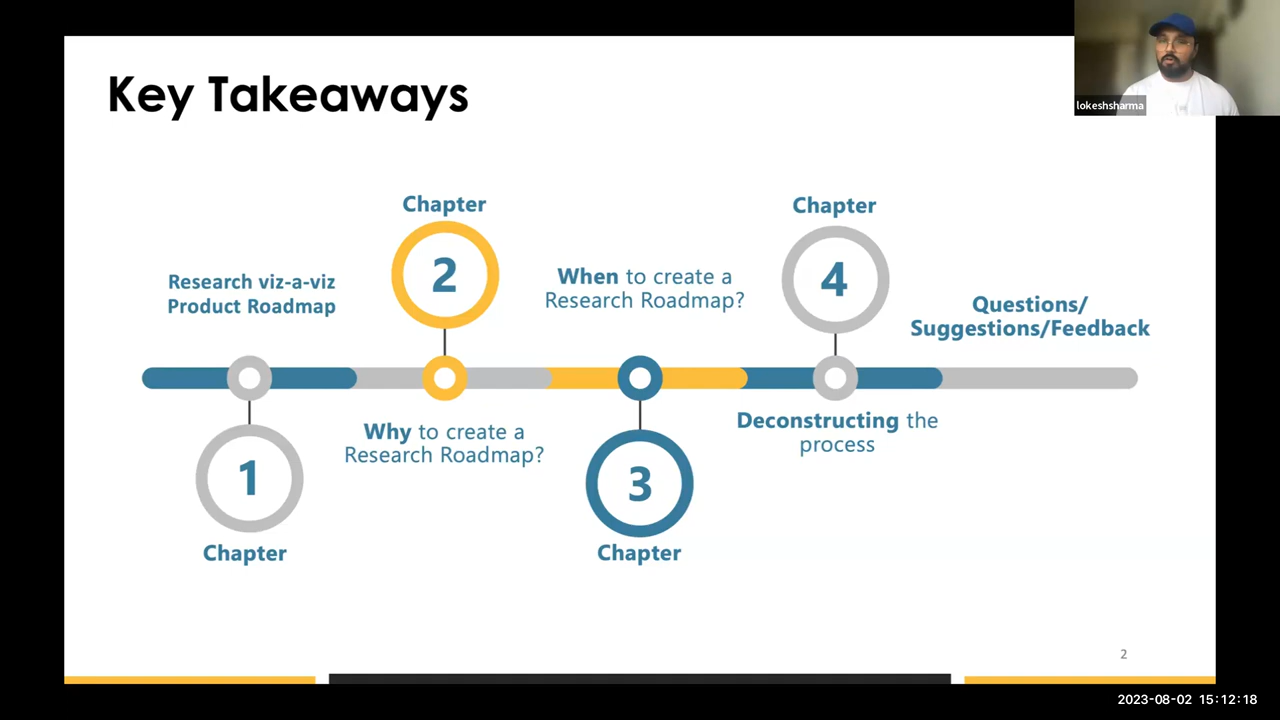 Key Takeaways
lokeshsharma
Chapter
2
Chapter
4
Research viz-a-viz
Product Roadmap
When to create a
Research Roadmap?
Questions/
Suggestions/Feedback
Why to create a
Research Roadmap?
Deconstructing the
process
1
Chapter
3
Chapter
2
2023-08-02 15:12:18